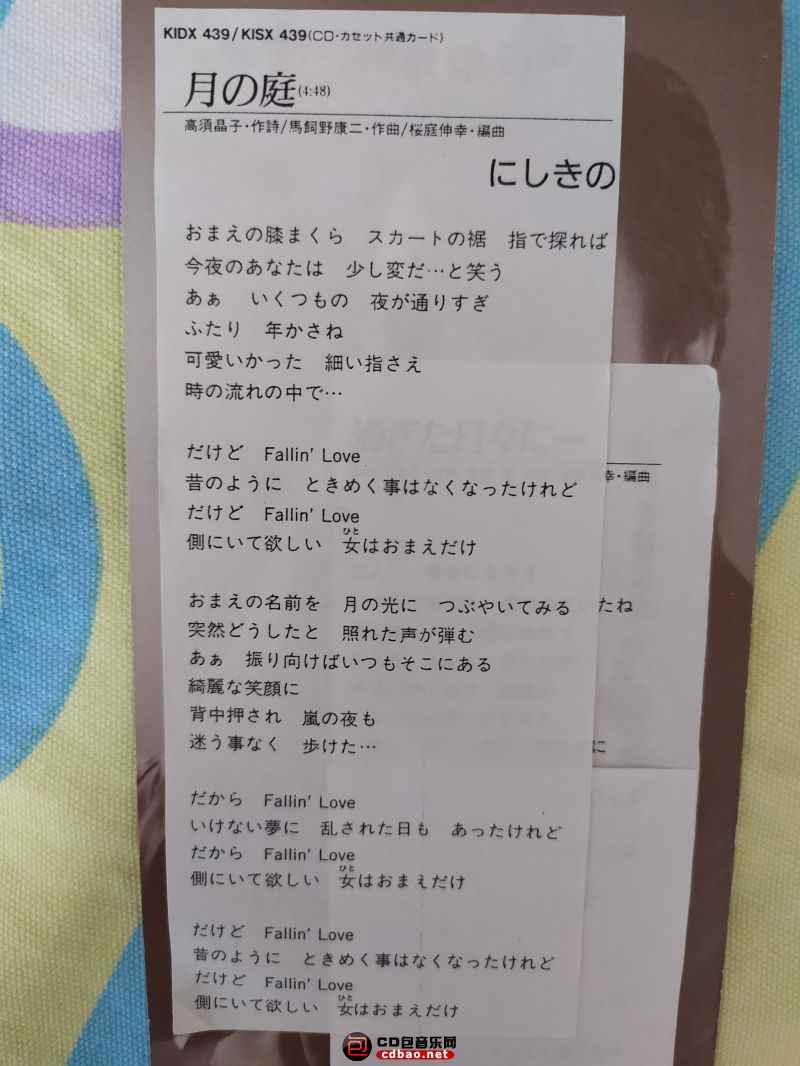 KIDX 439/KISX 439(CD・カセット共通カード)
月の庭(4:48)
高須晶子・作詩/馬飼野康二・作曲/桜庭伸幸・編曲
にしきの
おまえの膝まくら　スカートの裾　指で探れば
今夜のあなたは　少し変だ…と笑う
あぁ　いくつもの　夜が通りすぎ
ふたり　年かさね
可愛いかった　細い指さえ
時の流れの中で…
幸・編曲
だけど　Fallin' Love
昔のように　ときめく事はなくなったけれど
だけど　Fallin' Love
側にいて欲しい　女はおまえだけ
ひと
おまえの名前を　月の光に　つぶやいてみる
たね
突然どうしたと　照れた声が弾む
あぁ　振り向けばいつもそこにある
綺麗な笑顔に
背中押され　嵐の夜も
迷う事なく　歩けた…
に
だから　Fallin' Love
いけない夢に　乱された日も　あったけれど
だから　Fallin' Love
側にいて欲しい　女はおまえだけ
ひと
だけど　Fallin' Love
昔のように　ときめく事はなくなったけれど
だけど　Fallin' Love
側にいて欲しい　女はおまえだけ
ひと
CD包音乐网
cdbao.net